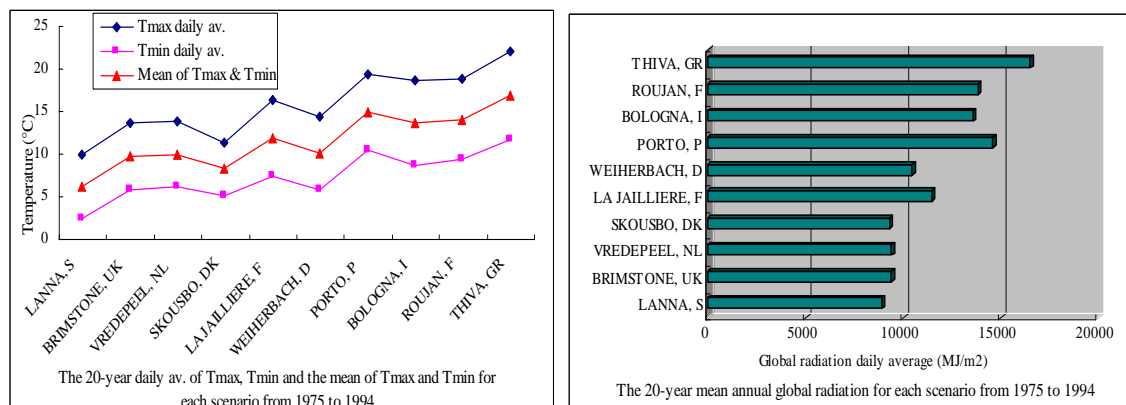 25
20
15
10
5
0
Temperature (°C)
Tmax daily av.
Tmin daily av.
Mean of Tmax & Tmin
LANNA, S
BRIMSTONE, UK
VREDEPEEL, NL
SKOUSBO, DK
LA JAILLIERE, F
WEIHERBACH, D
PORTO, P
BOLOGNA, I
ROUJAN, F
THIVA, GR
The 20-year daily av. of Tmax, Tmin and the mean of Tmax and Tmin for
each scenario from 1975 to 1994
THIVA, GR
ROUJAN, F
BOLOGNA, I
PORTO, P
WEIHERBACH, D
LA JAILLIERE, F
SKOUSBO, DK
VREDEPEEL, NL
BRIMSTONE, UK
LANNA, S
0 5000 10000 15000 20000
Global radiation daily average (MJ/m2)
The 20-year mean annual global radiation for each scenario from 1975 to 1994